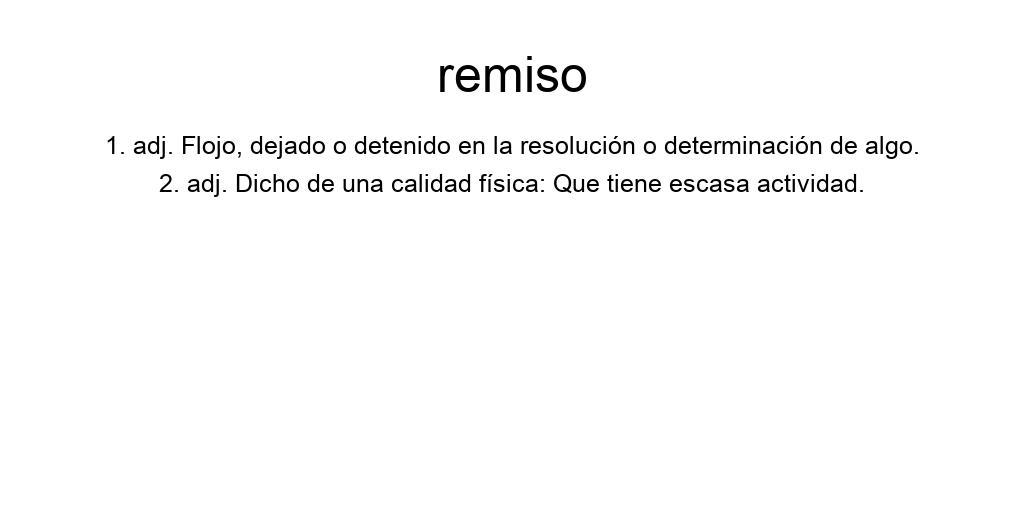 remiso
1. adj. Flojo, dejado o detenido en la resolución o determinación de algo.
2. adj. Dicho de una calidad física: Que tiene escasa actividad.